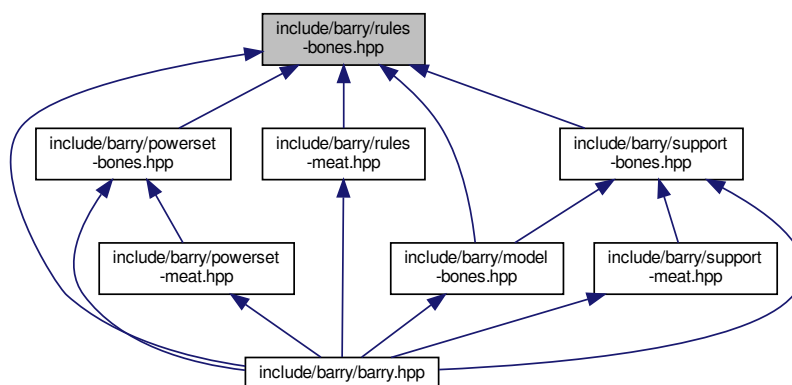 include/barry/rules
-bones.hpp
include/barry/powerset
-bones.hpp
include/barry/rules
-meat.hpp
include/barry/support
-bones.hpp
include/barry/powerset
-meat.hpp
include/barry/model
-bones.hpp
include/barry/support
-meat.hpp
include/barry/barry.hpp